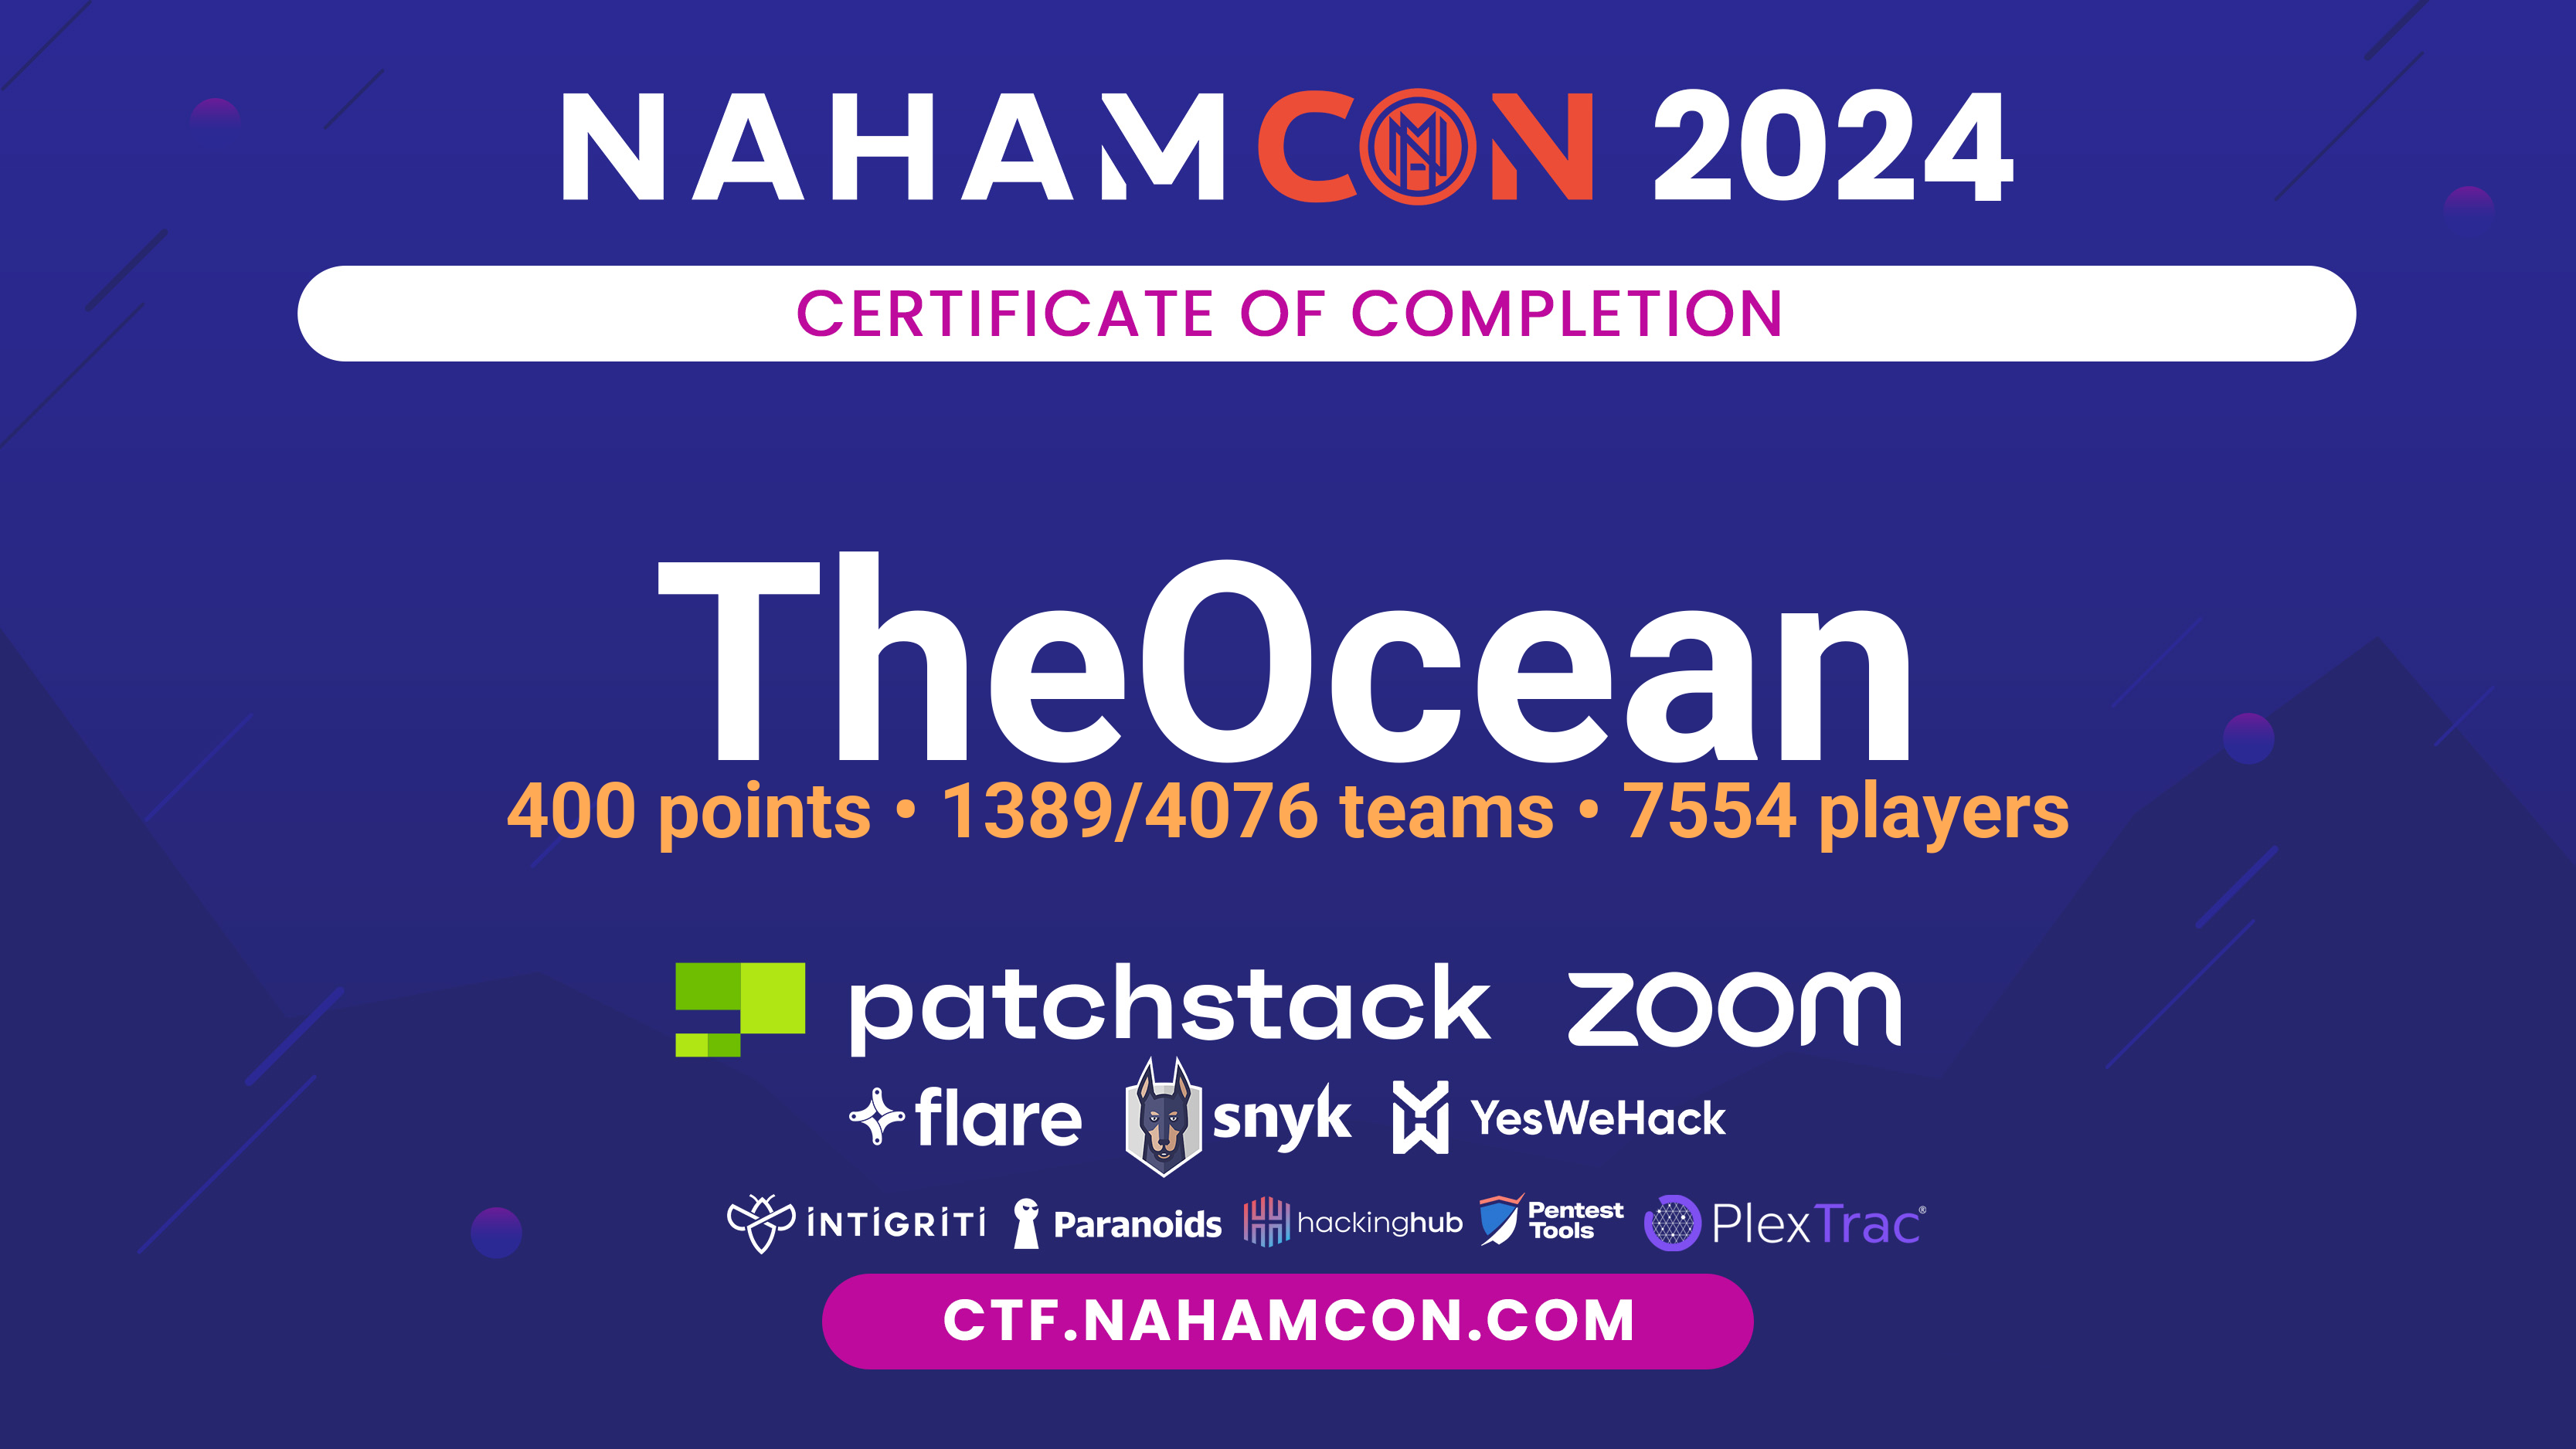 NAHAMCON 2024
CERTIFICATE OF COMPLETION
TheOcean
400 points • 1389/4076 teams • 7554 players
patchstack zoom
flare snyk YesWeHack
INTIGRITI Paranoids hackinghub Pentest Tools PlexTrac®
CTF.NAHAMCON.COM